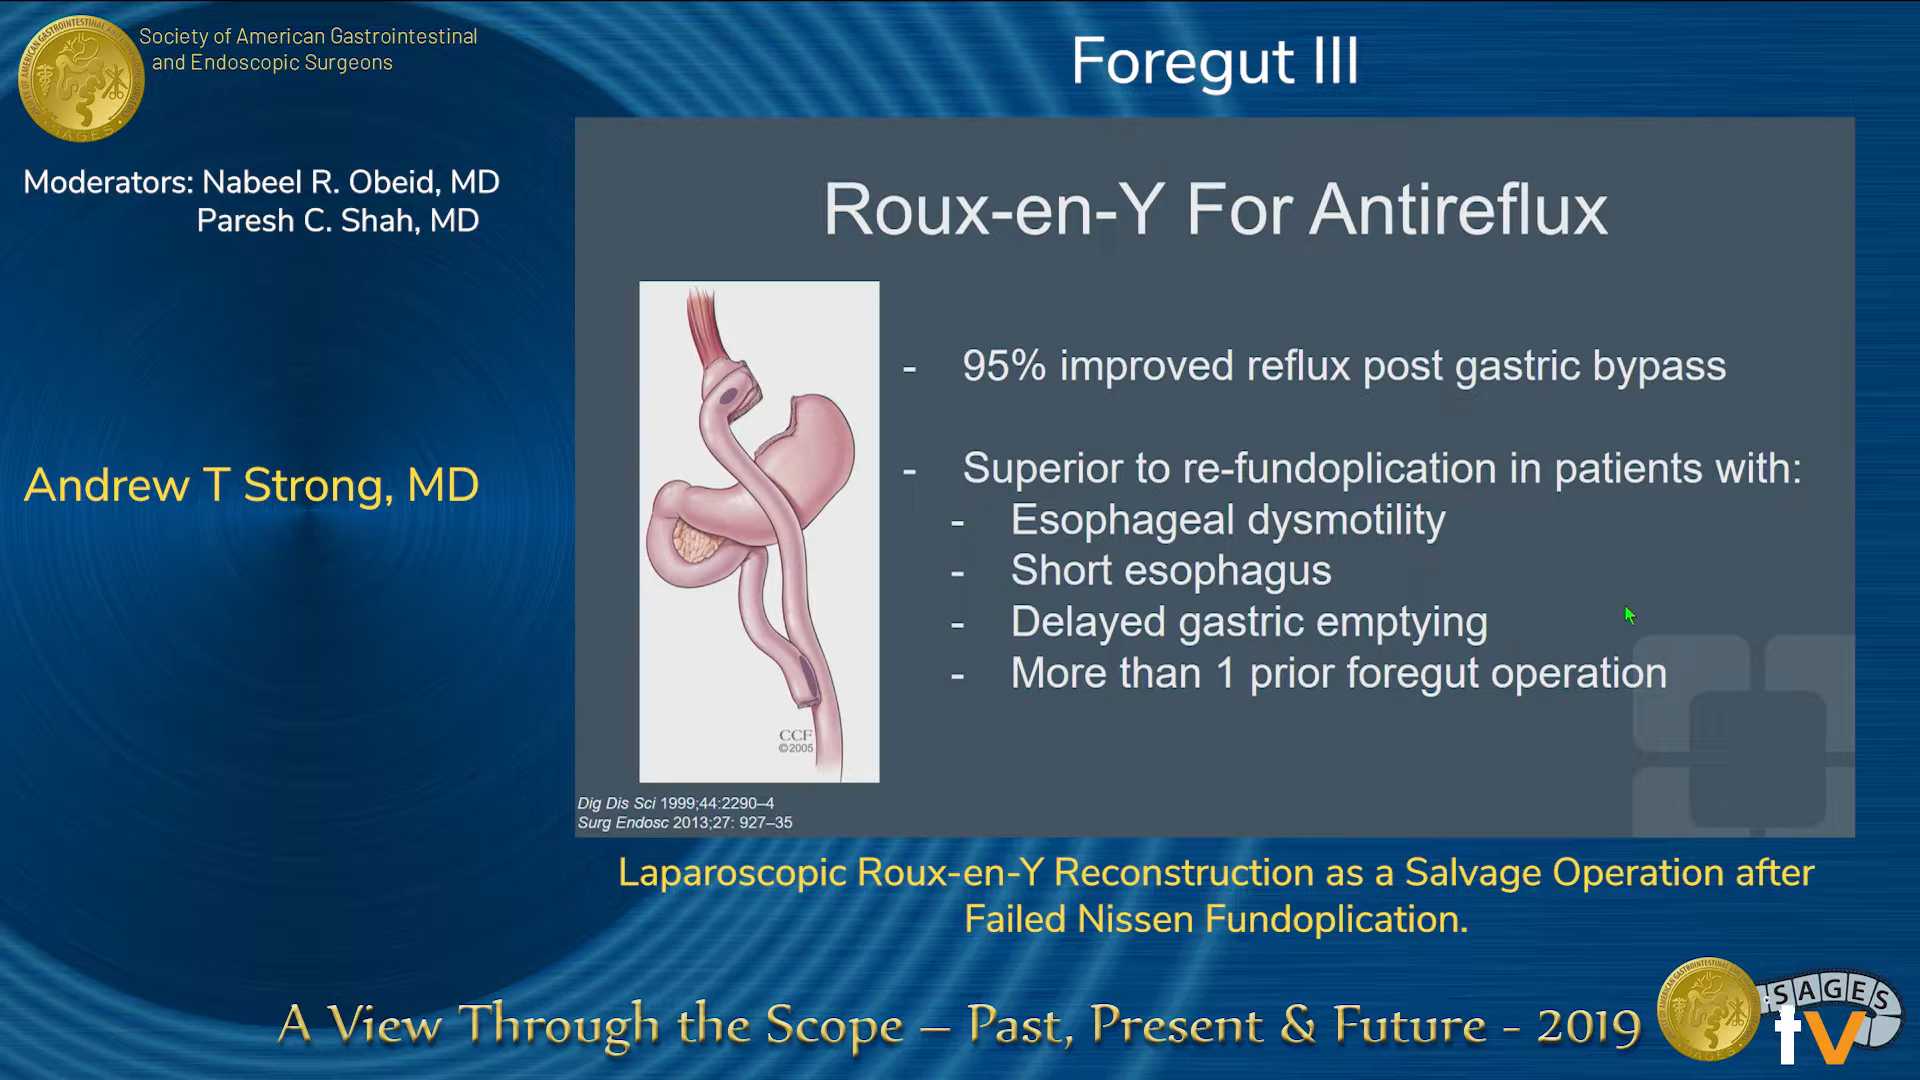 Society of American Gastrointestinal
and Endoscopic Surgeons
Foregut III
Moderators: Nabeel R. Obeid, MD
Paresh C. Shah, MD
Andrew T Strong, MD
Roux-en-Y For Antireflux
- 95% improved reflux post gastric bypass
- Superior to re-fundoplication in patients with:
- Esophageal dysmotility
- Short esophagus
- Delayed gastric emptying
- More than 1 prior foregut operation
CCF
©2005
Dig Dis Sci 1999;44:2290–4
Surg Endosc 2013;27: 927–35
Laparoscopic Roux-en-Y Reconstruction as a Salvage Operation after
Failed Nissen Fundoplication.
A View Through the Scope – Past, Present & Future - 2019
SAGES
tv